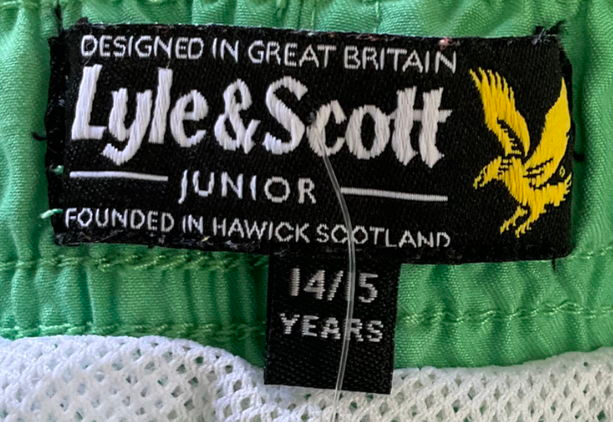 DESIGNED IN GREAT BRITAIN
Lyle&Scott
JUNIOR
FOUNDED IN HAWICK SCOTLAND
14/15
YEARS